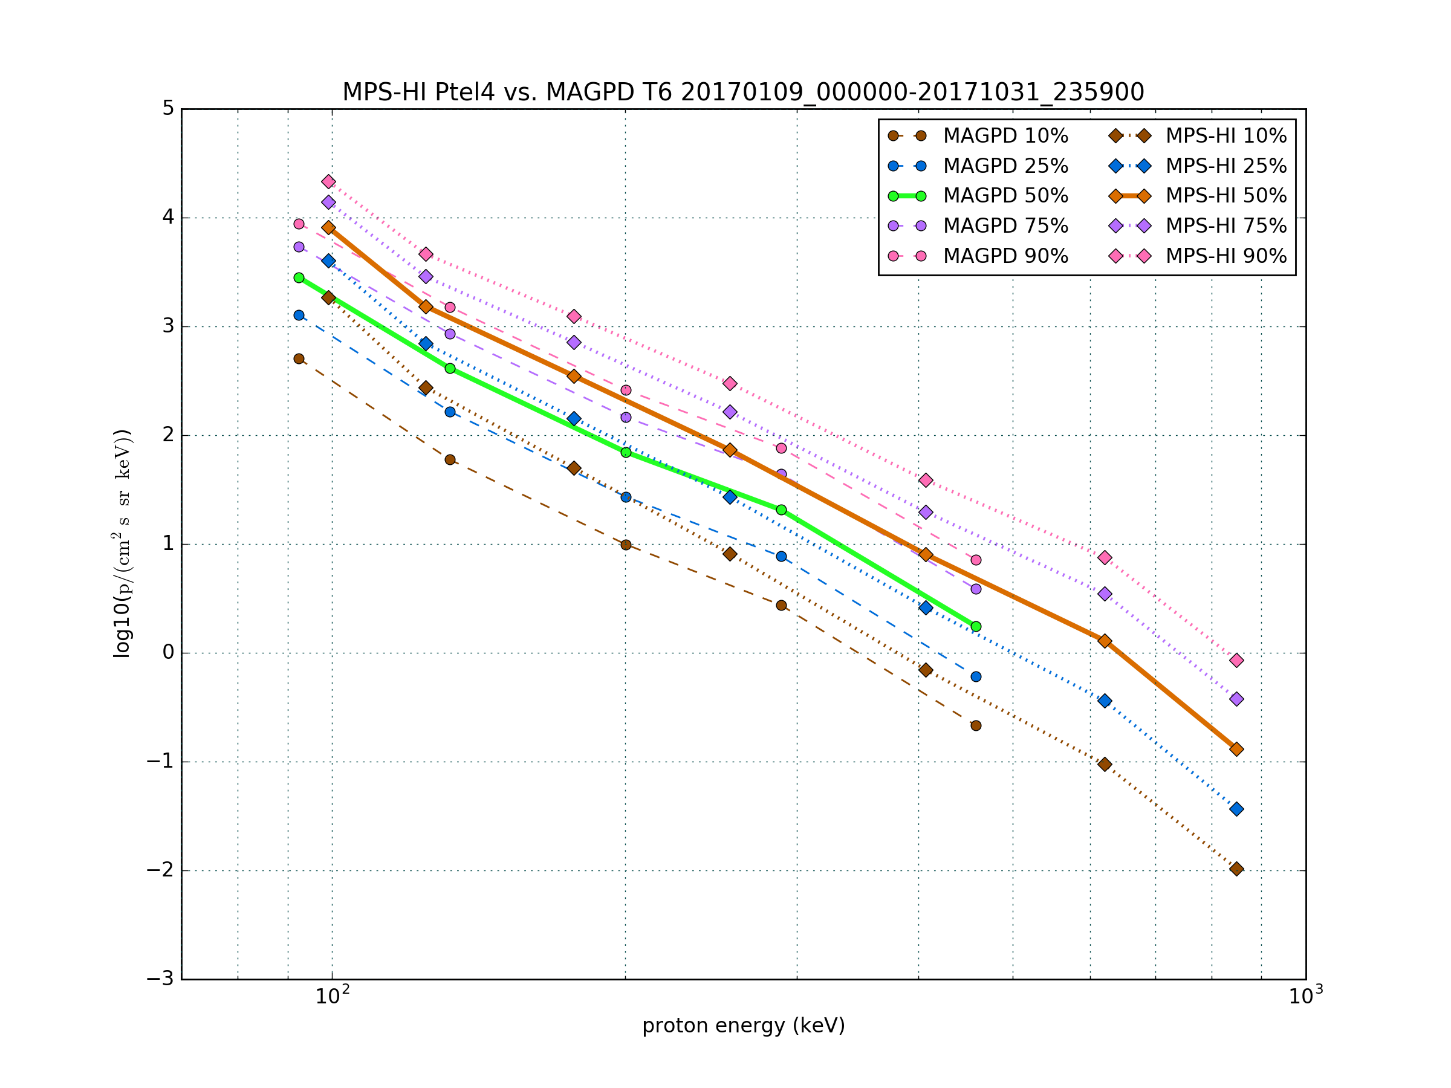 MPS-HI Ptel4 vs. MAGPD T6 20170109_000000-20171031_235900
MAGPD 10%
MAGPD 25%
MAGPD 50%
MAGPD 75%
MAGPD 90%
MPS-HI 10%
MPS-HI 25%
MPS-HI 50%
MPS-HI 75%
MPS-HI 90%
5
4
3
2
1
0
−1
−2
−3
log10(p/(cm² s sr keV))
10²
10³
proton energy (keV)